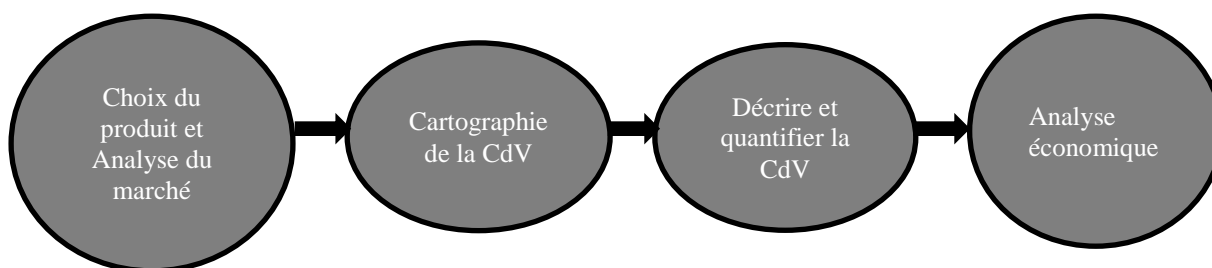 Choix du
produit et
Analyse du
marché
Cartographie
de la CdV
Décrire et
quantifier la
CdV
Analyse
économique